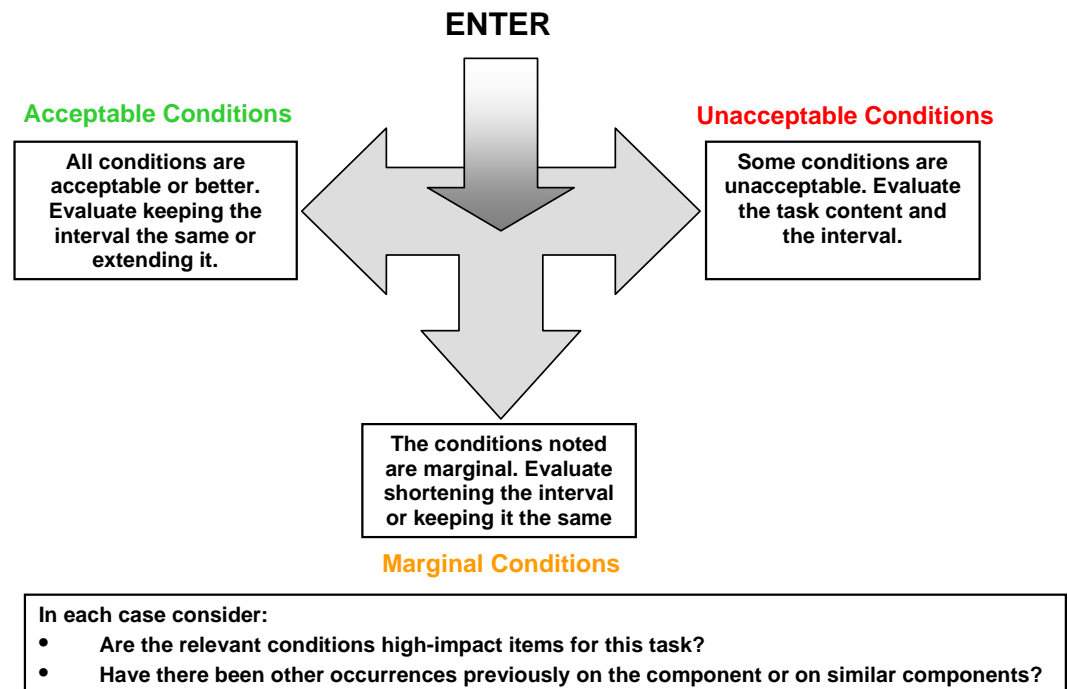 ENTER
Acceptable Conditions
All conditions are
acceptable or better.
Evaluate keeping the
interval the same or
extending it.
Unacceptable Conditions
Some conditions are
unacceptable. Evaluate
the task content and
the interval.
The conditions noted
are marginal. Evaluate
shortening the interval
or keeping it the same
Marginal Conditions
In each case consider:
• Are the relevant conditions high-impact items for this task?
• Have there been other occurrences previously on the component or on similar components?